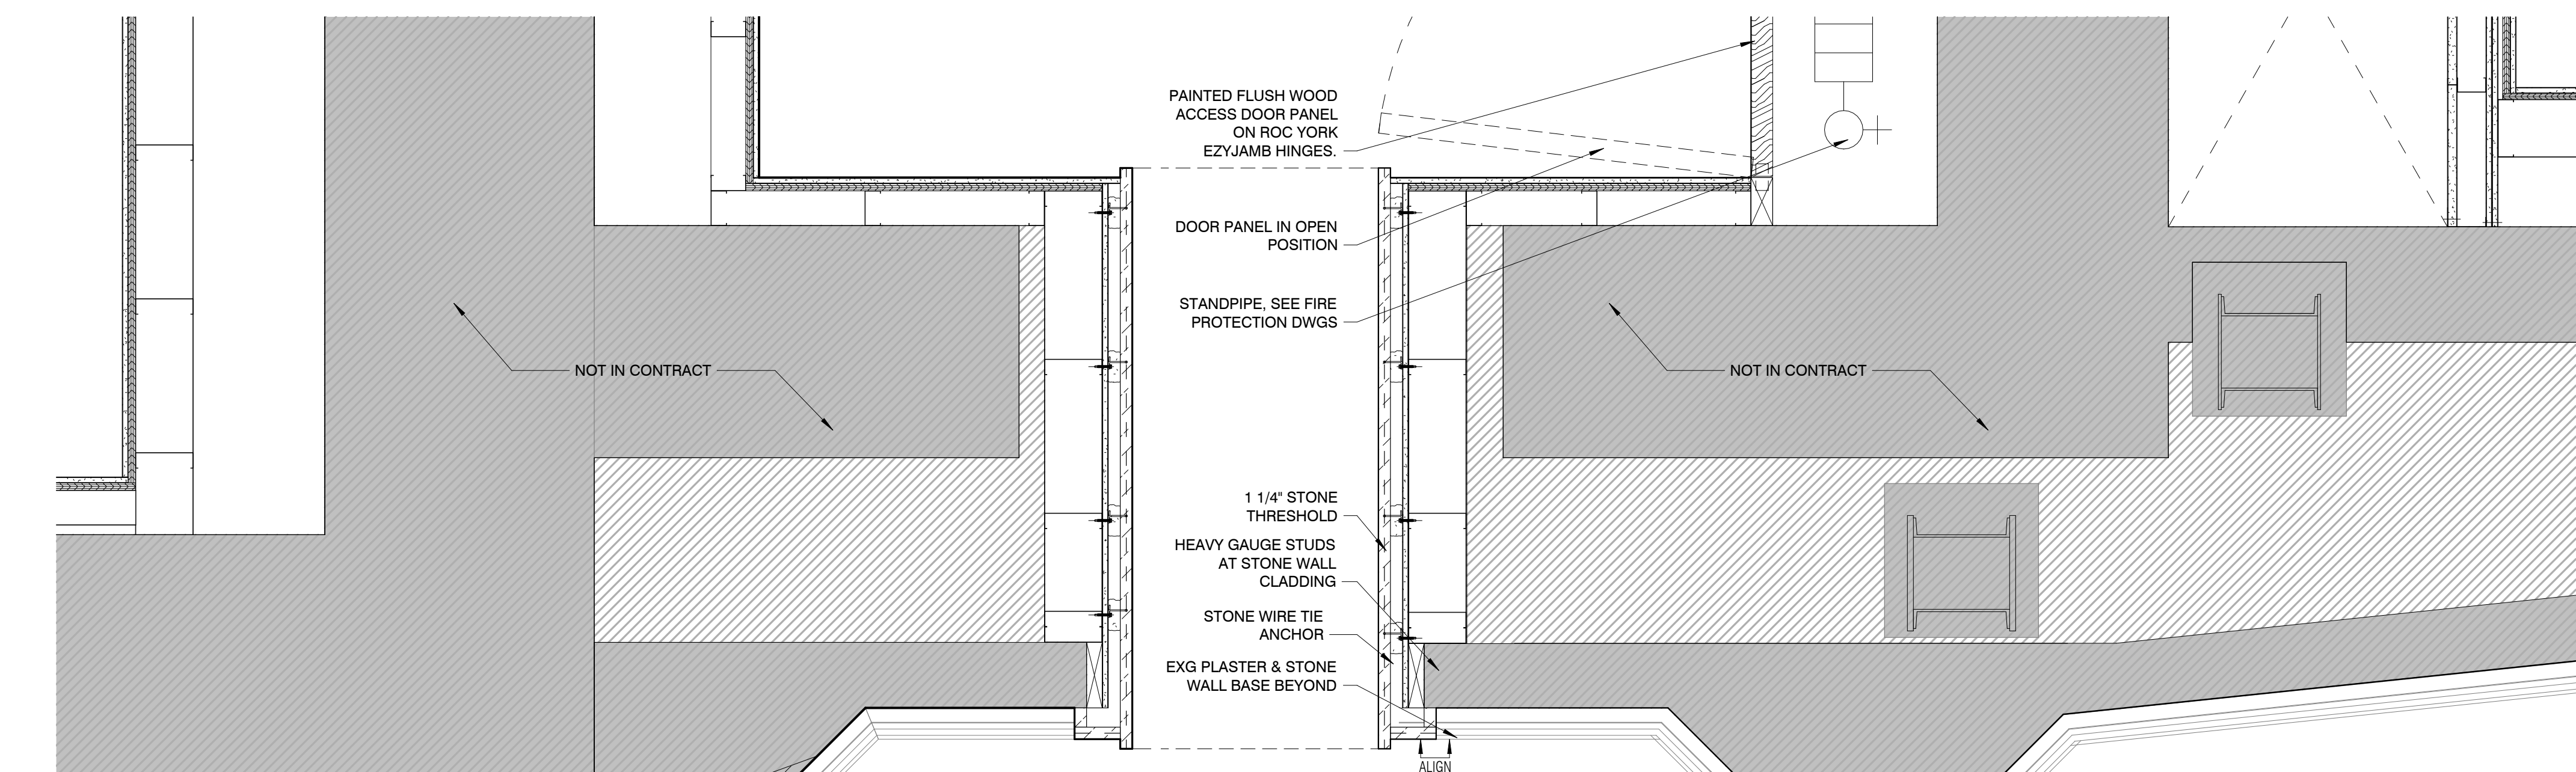 PAINTED FLUSH WOOD
ACCESS DOOR PANEL
ON ROC YORK
EZYJAMB HINGES.
DOOR PANEL IN OPEN
POSITION
STANDPIPE, SEE FIRE
PROTECTION DWGS
NOT IN CONTRACT
NOT IN CONTRACT
1 1/4" STONE
THRESHOLD
HEAVY GAUGE STUDS
AT STONE WALL
CLADDING
STONE WIRE TIE
ANCHOR
EXG PLASTER & STONE
WALL BASE BEYOND
ALIGN